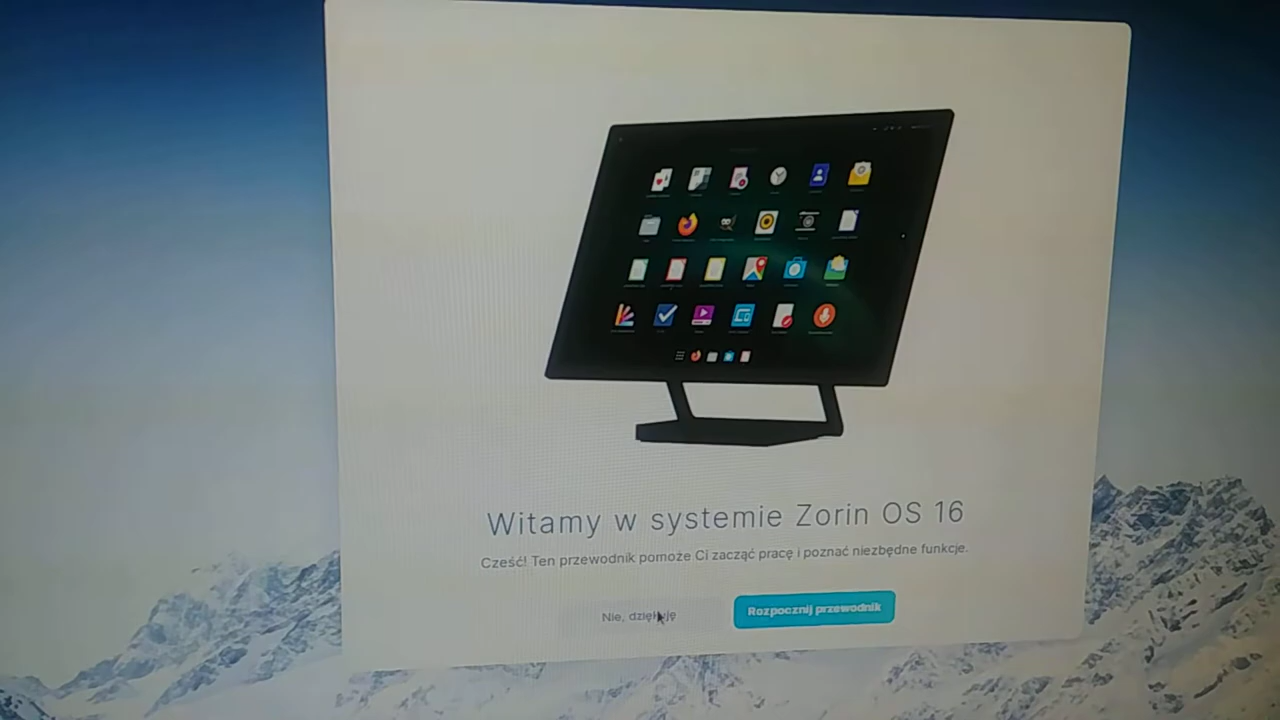 Witamy w systemie Zorin OS 16
Cześć! Ten przewodnik pomoże Ci zacząć pracę i poznać niezbędne funkcje.
Nie, dziękuję
Rozpocznij przewodnik